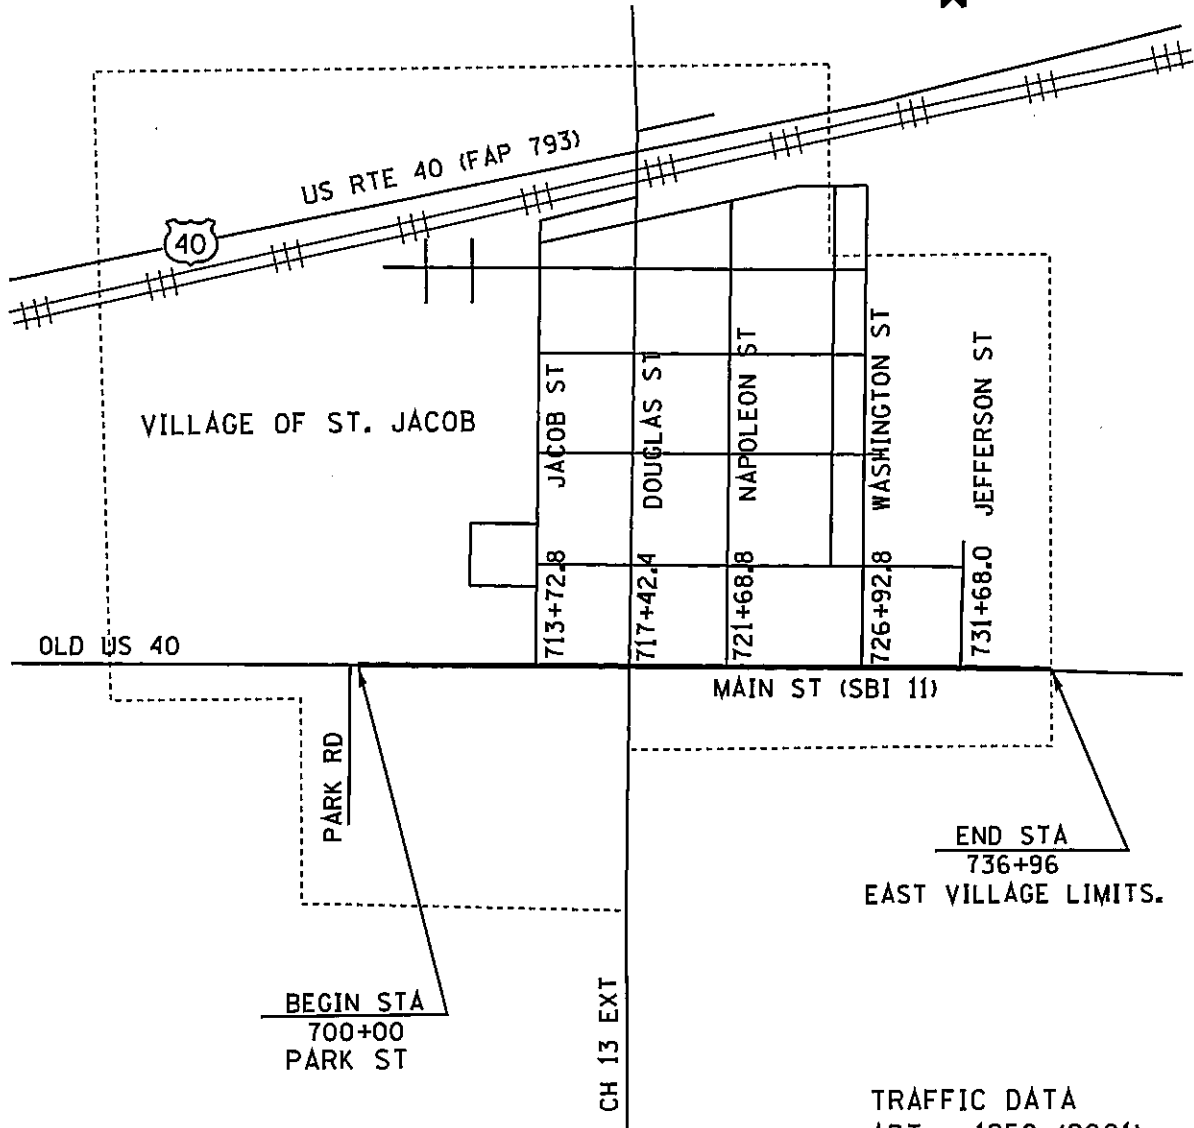 US RTE 40 (FAP 793)
40
VILLAGE OF ST. JACOB
JACOB ST
DOUGLAS ST
NAPOLEON ST
WASHINGTON ST
JEFFERSON ST
713+72.8
717+42.4
721+68.8
726+92.8
731+68.0
OLD US 40
MAIN ST (SBI 11)
PARK RD
END STA
736+96
EAST VILLAGE LIMITS.
BEGIN STA
700+00
PARK ST
CH 13 EXT
TRAFFIC DATA